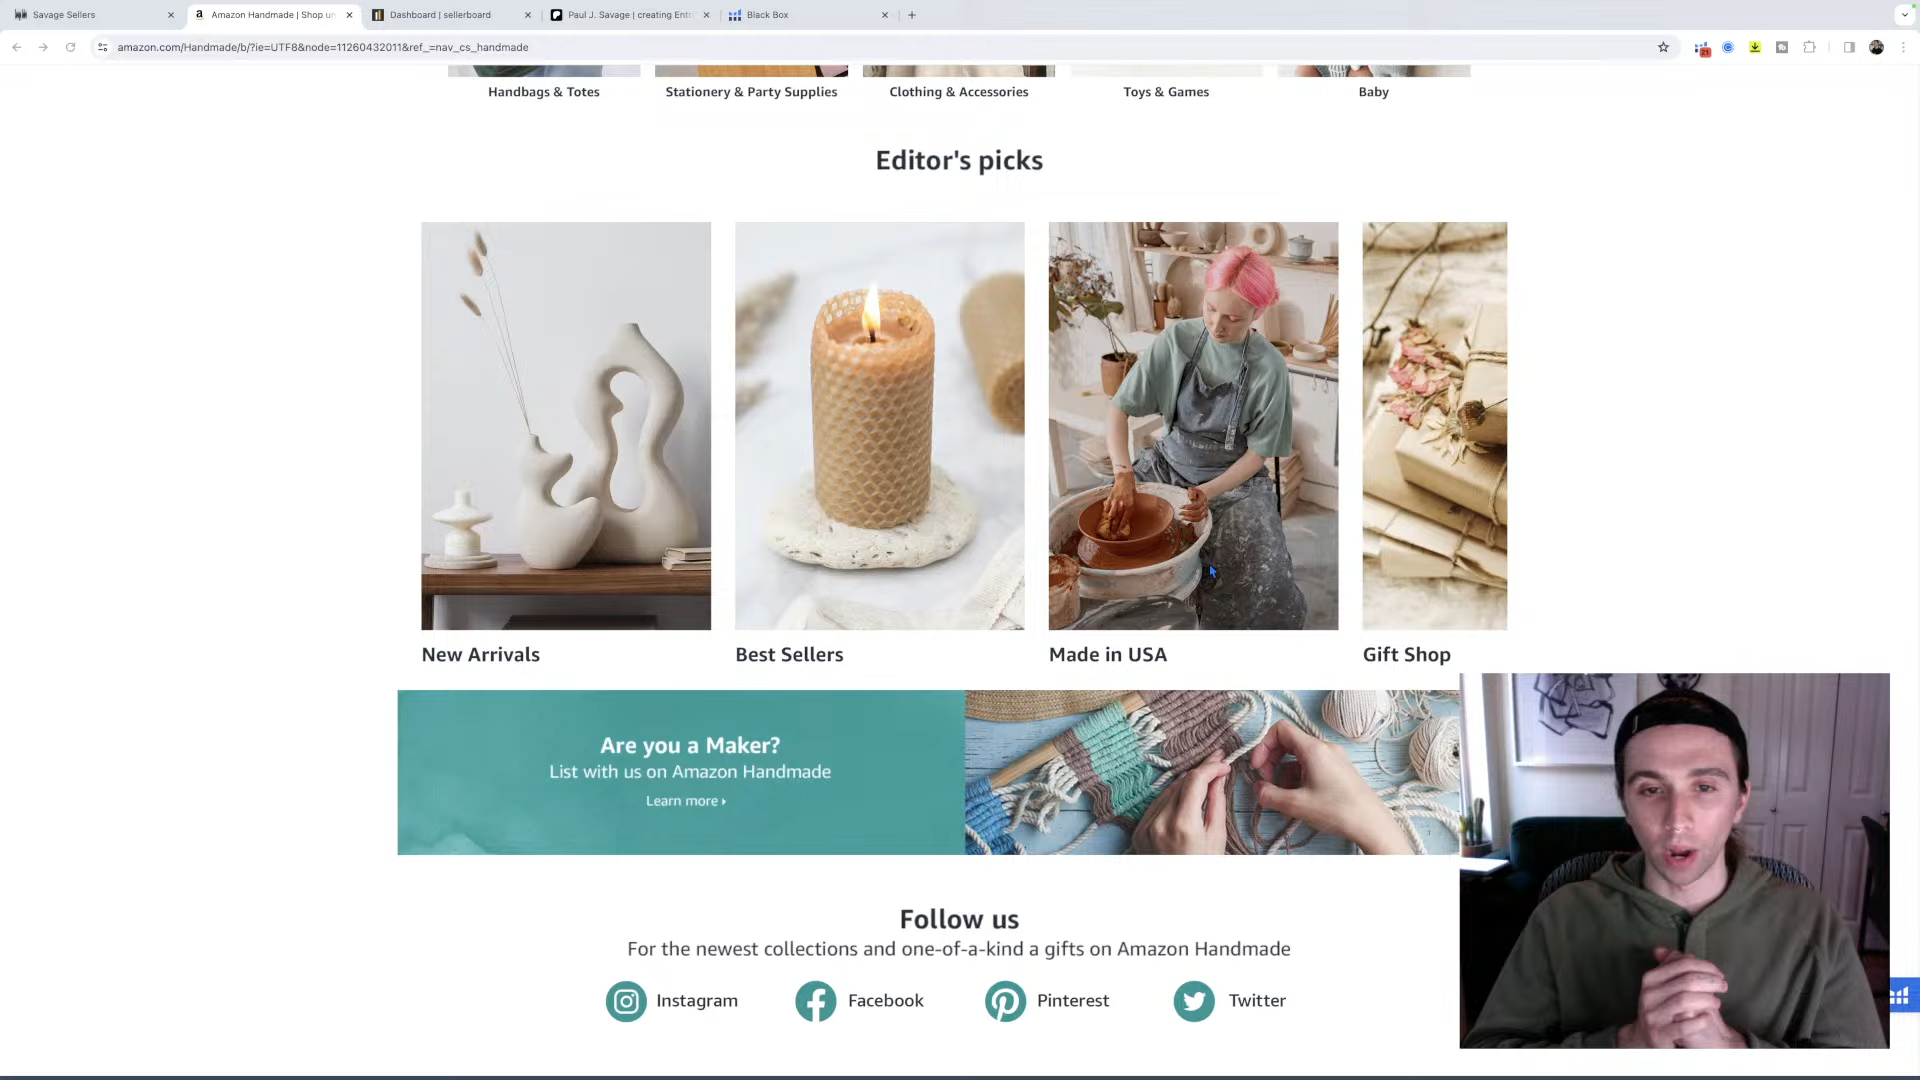 Savage Sellers
Amazon Handmade | Shop un
Dashboard | sellerboard
Paul J. Savage | creating Entr
Black Box
amazon.com/Handmade/b/?ie=UTF8&node=11260432011&ref_=nav_cs_handmade
21
Handbags & Totes
Stationery & Party Supplies
Clothing & Accessories
Toys & Games
Baby
Editor's picks
New Arrivals
Best Sellers
Made in USA
Gift Shop
Are you a Maker?
List with us on Amazon Handmade
Learn more
Follow us
For the newest collections and one-of-a-kind a gifts on Amazon Handmade
Instagram
Facebook
Pinterest
Twitter